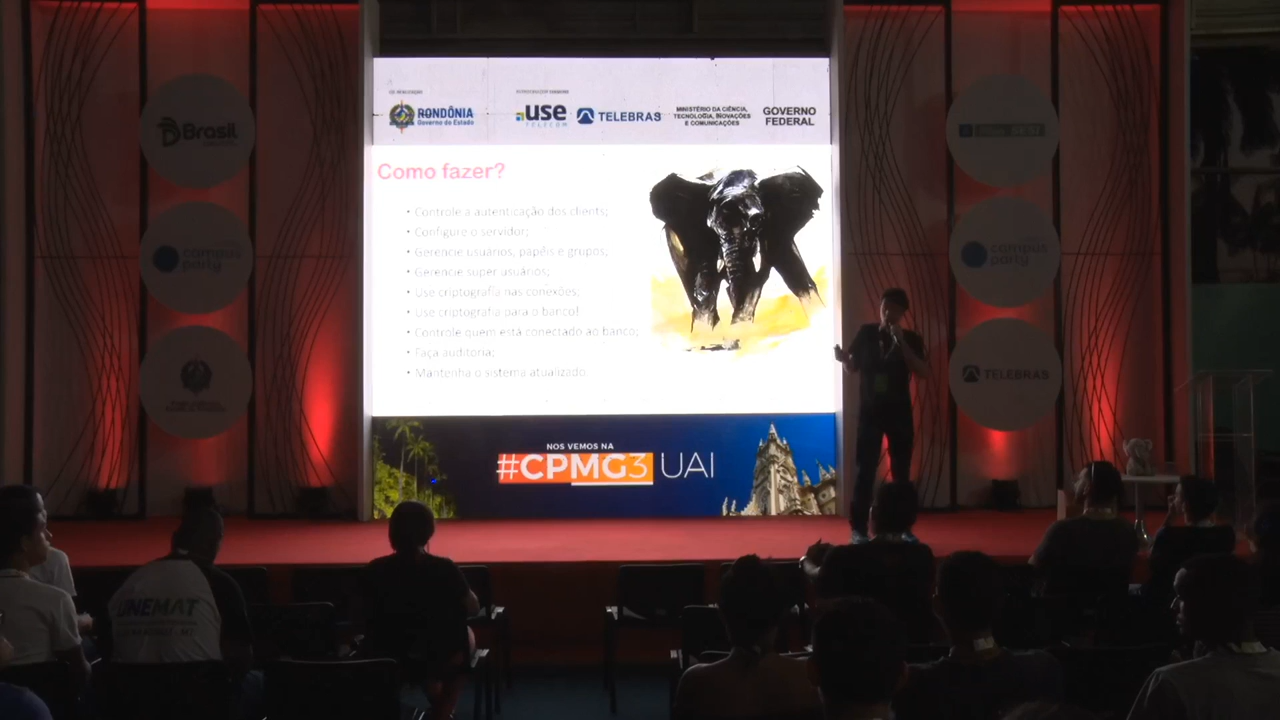 RONDÔNIA
Governo do Estado
use
TELECOM
TELEBRAS
MINISTÉRIO DA CIÊNCIA,
TECNOLOGIA, INOVAÇÕES
E COMUNICAÇÕES
GOVERNO
FEDERAL
Como fazer?
• Controle a autenticação dos clients;
• Configure o servidor;
• Gerencie usuários, papéis e grupos;
• Gerencie super usuários;
• Use criptografia nas conexões;
• Use criptografia para o banco!
• Controle quem está conectado ao banco;
• Faça auditoria;
• Mantenha o sistema atualizado
NOS VEMOS NA
#CPMG3 UAI
Brasil
campus
party
campus
party
TELEBRAS
UNEMAT